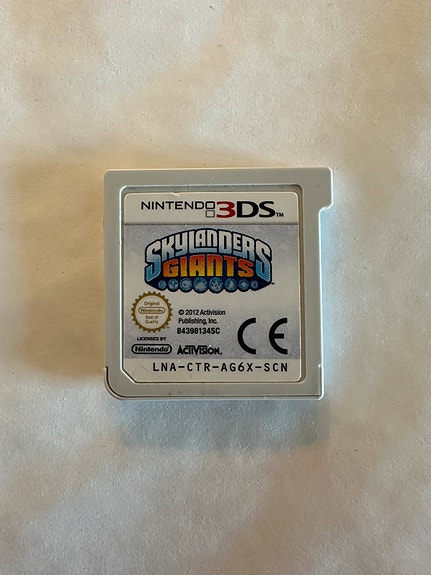 NINTENDO 3DS™
SKYLANDERS
GIANTS
Original
Nintendo
Seal of
Quality
© 2012 Activision
Publishing, Inc.
84398134SC
CE
LICENSED BY
Nintendo
ACTIVISION.
LNA-CTR-AG6X-SCN